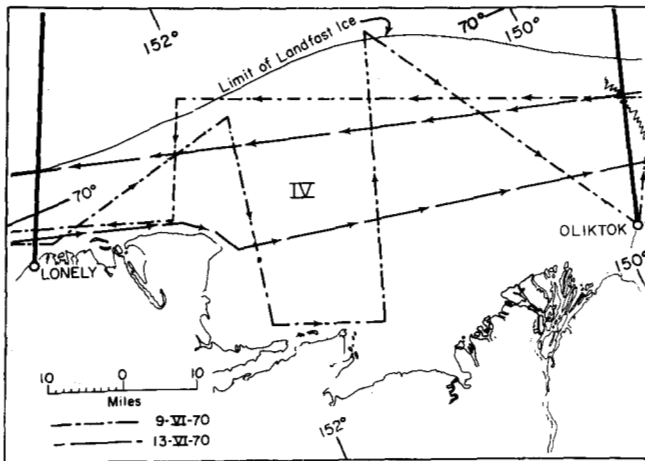 152°
70°
150°
Limit of Landfast Ice
70°
IV
OLIKTOK
LONELY
150°
10 0 10
Miles
9-VI-70
13-VI-70
152°